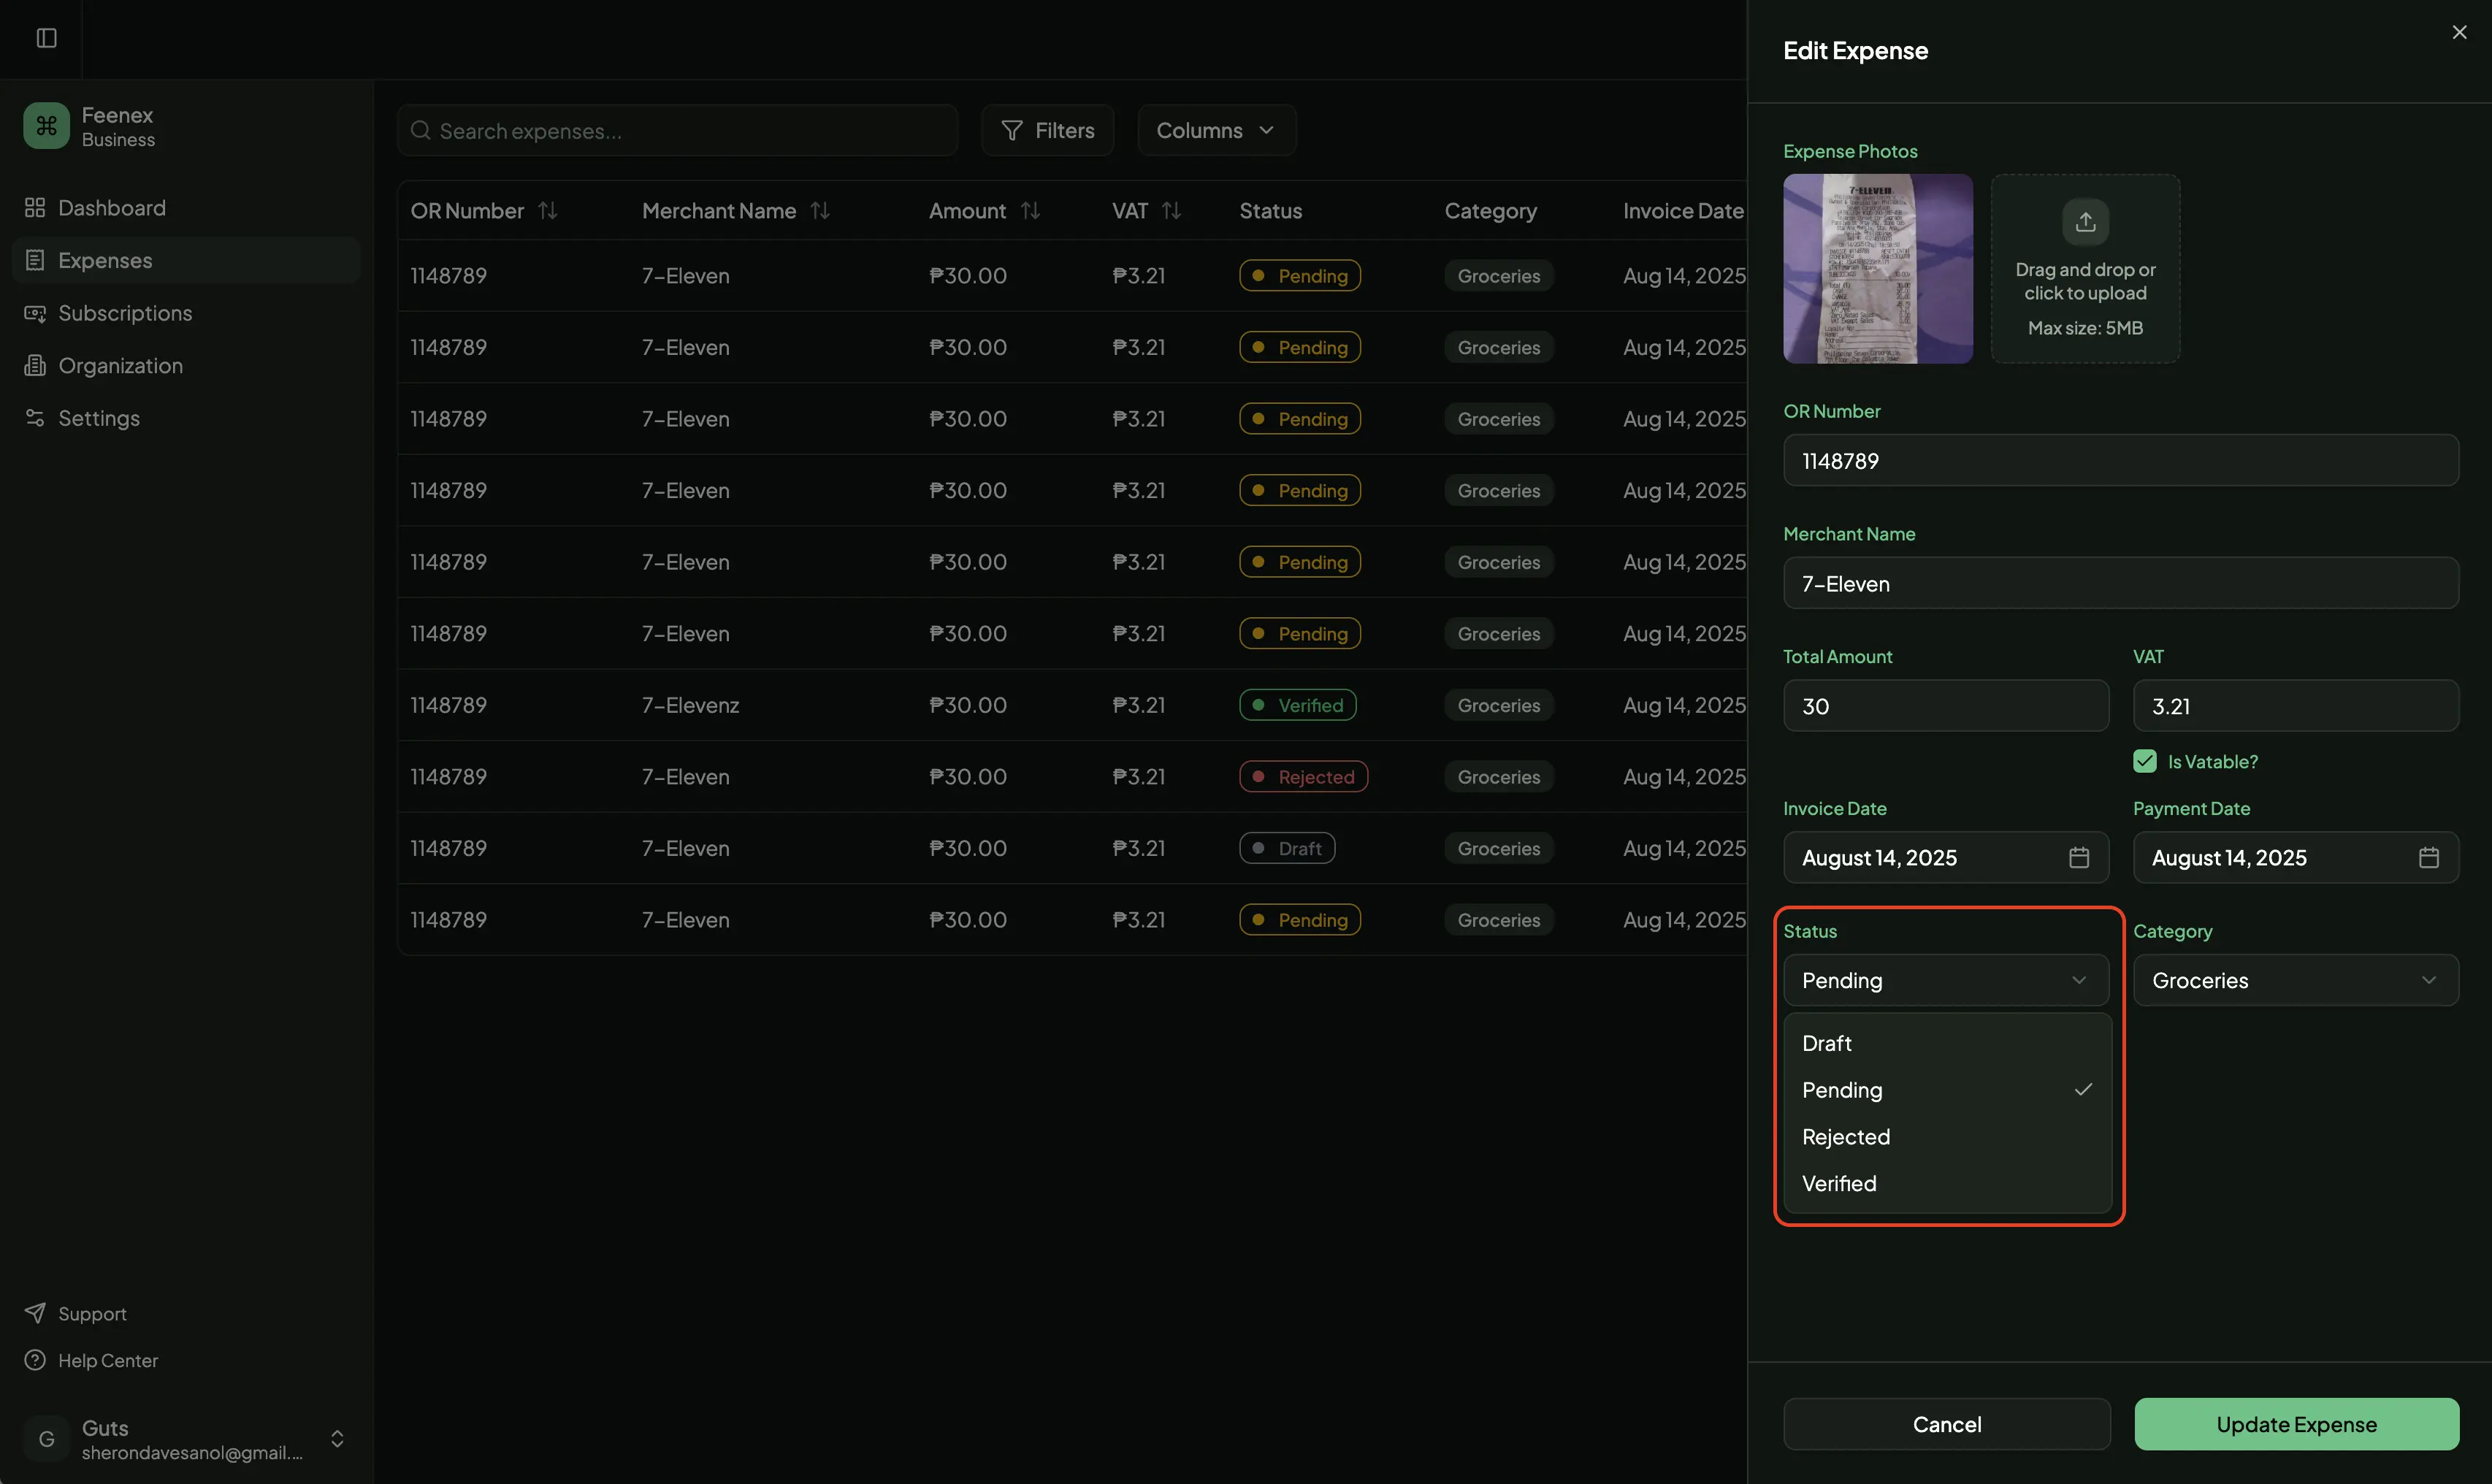 Feenex
Business
Dashboard
Expenses
Subscriptions
Organization
Settings
Support
Help Center
G
Guts
sherondavesanol@gmail....
Search expenses...
Filters
Columns
OR Number Merchant Name Amount VAT Status Category Invoice Date
1148789 7-Eleven ₱30.00 ₱3.21 Pending Groceries Aug 14, 2025
1148789 7-Eleven ₱30.00 ₱3.21 Pending Groceries Aug 14, 2025
1148789 7-Eleven ₱30.00 ₱3.21 Pending Groceries Aug 14, 2025
1148789 7-Eleven ₱30.00 ₱3.21 Pending Groceries Aug 14, 2025
1148789 7-Eleven ₱30.00 ₱3.21 Pending Groceries Aug 14, 2025
1148789 7-Eleven ₱30.00 ₱3.21 Pending Groceries Aug 14, 2025
1148789 7-Elevenz ₱30.00 ₱3.21 Verified Groceries Aug 14, 2025
1148789 7-Eleven ₱30.00 ₱3.21 Rejected Groceries Aug 14, 2025
1148789 7-Eleven ₱30.00 ₱3.21 Draft Groceries Aug 14, 2025
1148789 7-Eleven ₱30.00 ₱3.21 Pending Groceries Aug 14, 2025
Edit Expense
Expense Photos
7-ELEVEN
Drag and drop or
click to upload
Max size: 5MB
OR Number
1148789
Merchant Name
7-Eleven
Total Amount VAT
30 3.21
Is Vatable?
Invoice Date Payment Date
August 14, 2025 August 14, 2025
Status Category
Pending Groceries
Draft
Pending
Rejected
Verified
Cancel Update Expense